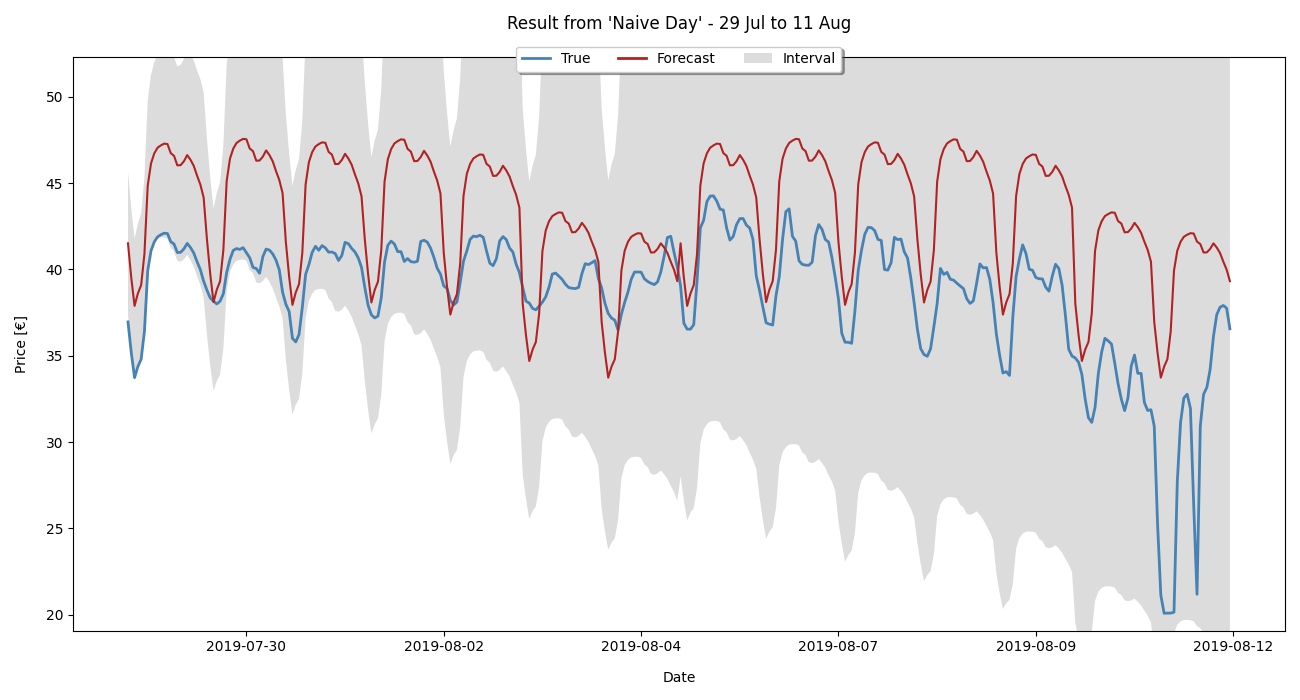 Result from 'Naive Day' - 29 Jul to 11 Aug
True Forecast Interval
50
45
40
35
30
25
20
Price [€]
2019-07-30 2019-08-02 2019-08-04 2019-08-07 2019-08-09 2019-08-12
Date